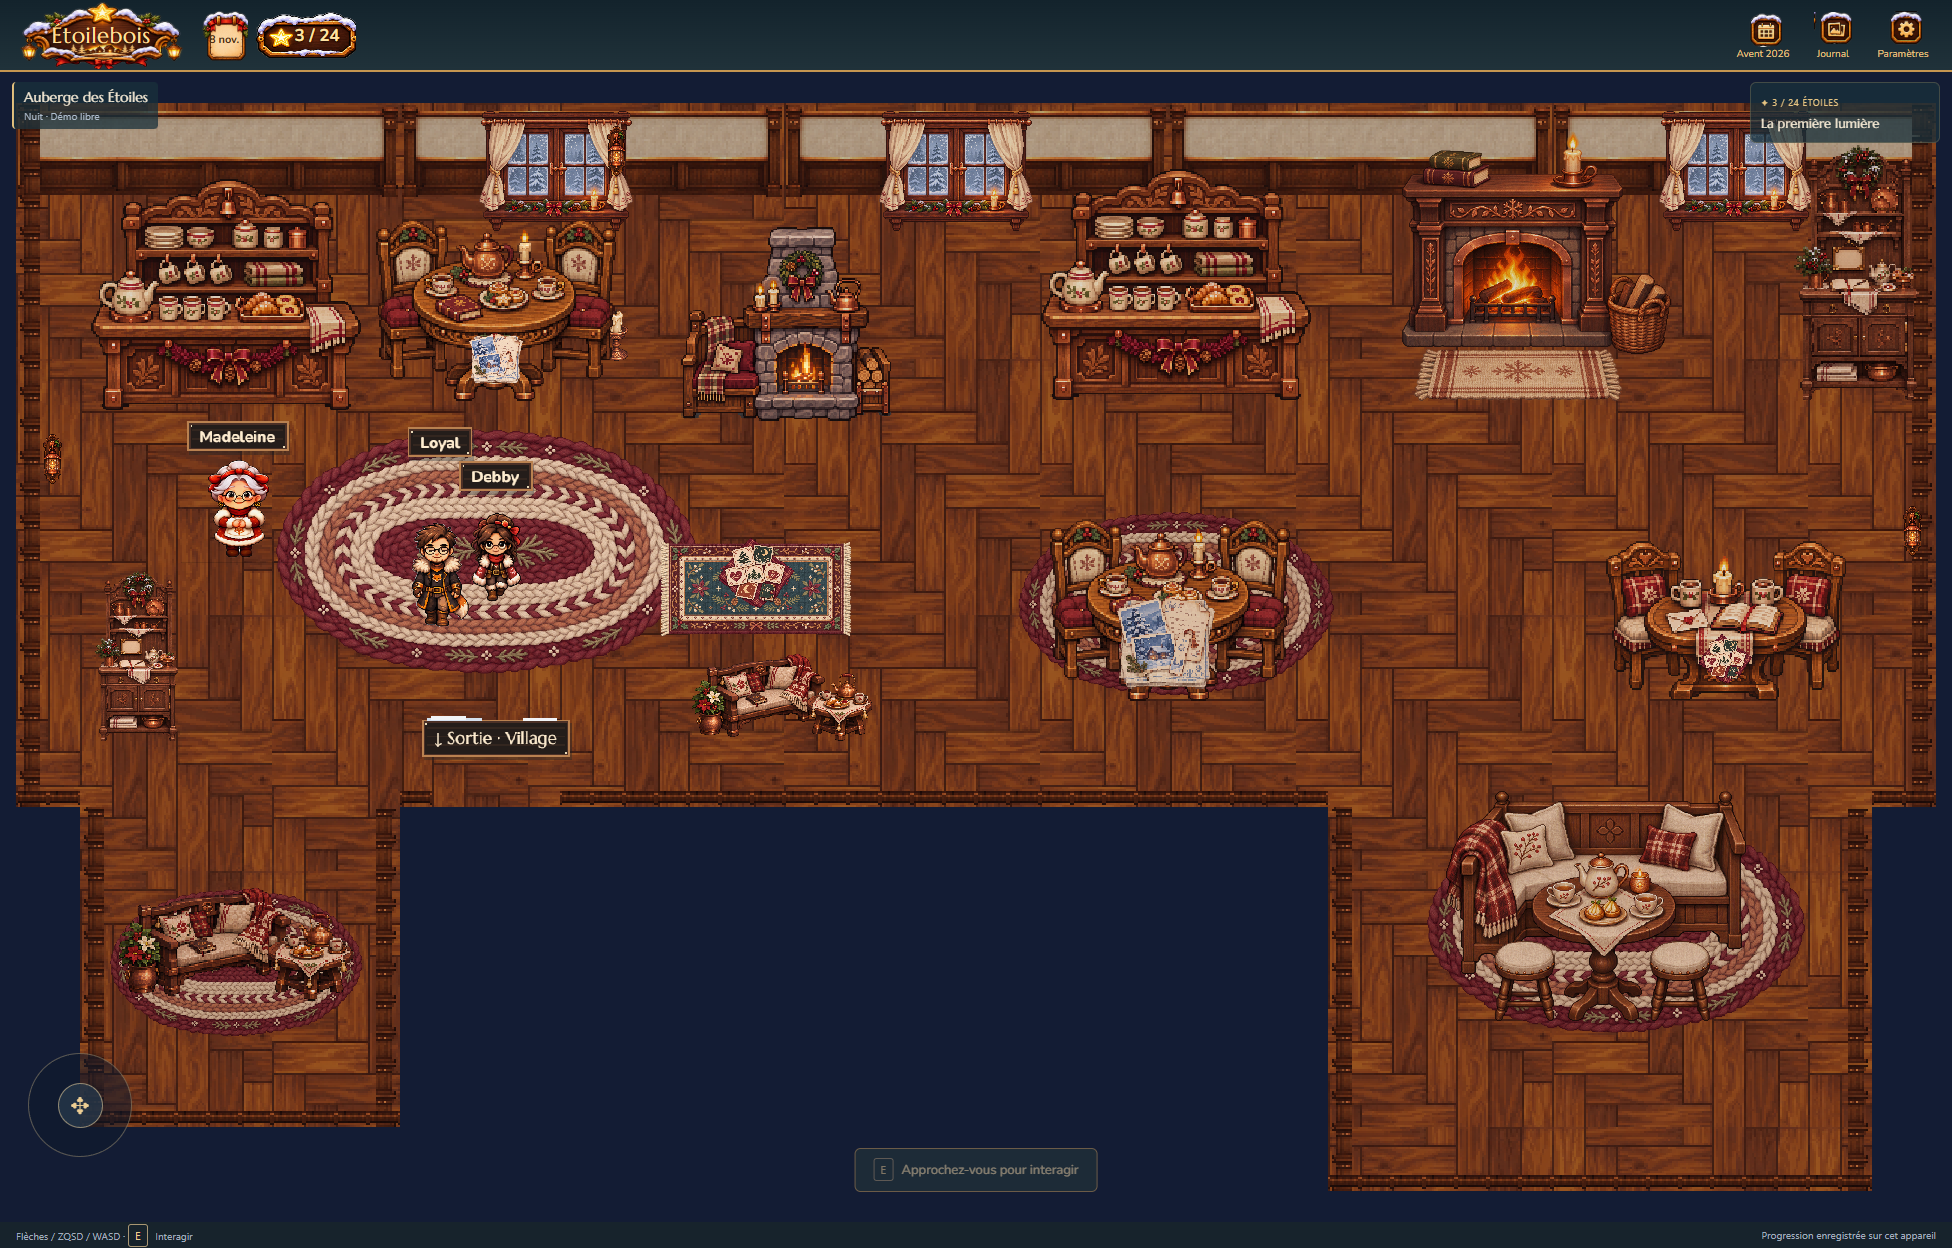 Etoilebois
8 nov.
3 / 24
Avent 2026
Journal
Paramètres
Auberge des Étoiles
Nuit · Démo libre
✦ 3 / 24 ÉTOILES
La première lumière
Madeleine
Loyal
Debby
↓ Sortie · Village
E Approchez-vous pour interagir
Flèches / ZQSD / WASD · E Interagir
Progression enregistrée sur cet appareil